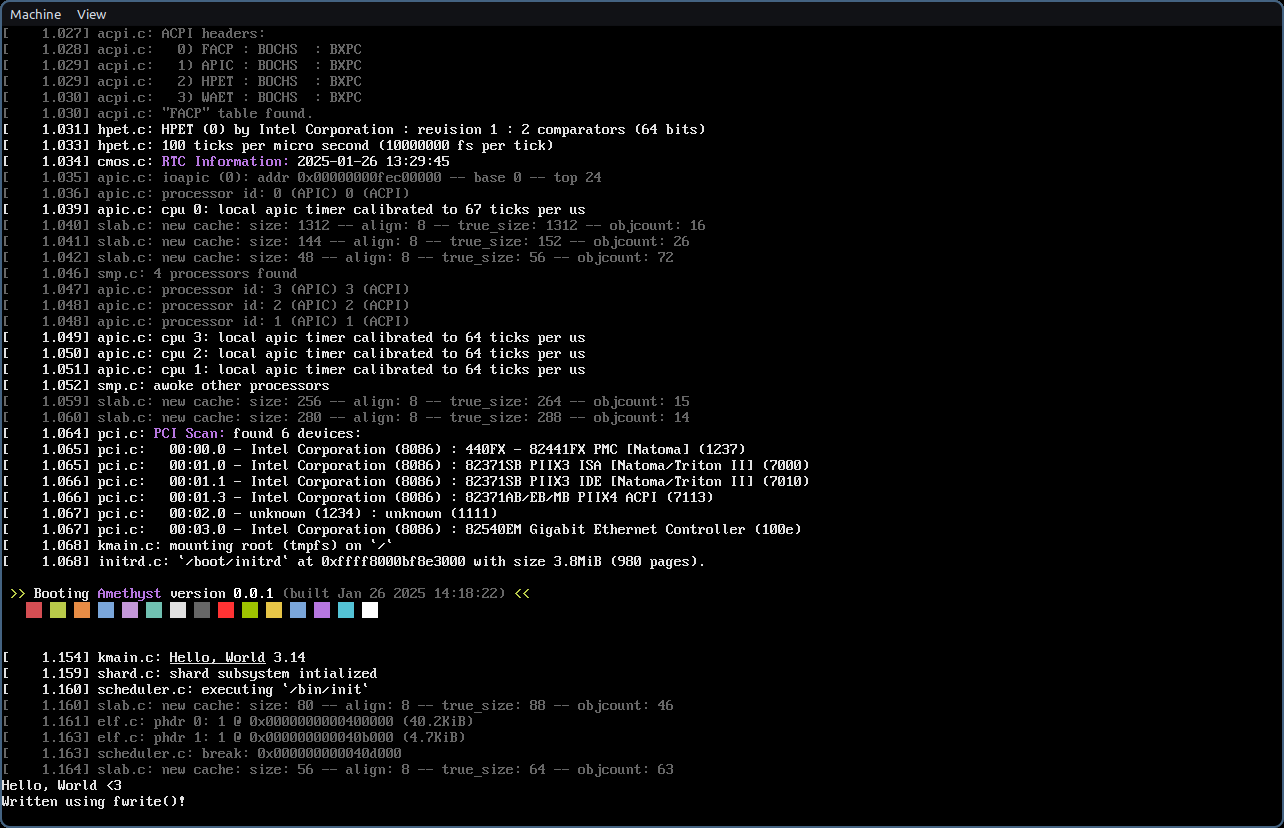 Machine View
[    1.027] acpi.c: ACPI headers:
[    1.028] acpi.c:   0) FACP : BOCHS  : BXPC
[    1.029] acpi.c:   1) APIC : BOCHS  : BXPC
[    1.029] acpi.c:   2) HPET : BOCHS  : BXPC
[    1.030] acpi.c:   3) WAET : BOCHS  : BXPC
[    1.030] acpi.c: "FACP" table found.
[    1.031] hpet.c: HPET (0) by Intel Corporation : revision 1 : 2 comparators (64 bits)
[    1.033] hpet.c: 100 ticks per micro second (10000000 fs per tick)
[    1.034] cmos.c: RTC Information: 2025-01-26 13:29:45
[    1.035] apic.c: ioapic (0): addr 0x00000000fec00000 -- base 0 -- top 24
[    1.036] apic.c: processor id: 0 (APIC) 0 (ACPI)
[    1.039] apic.c: cpu 0: local apic timer calibrated to 67 ticks per us
[    1.040] slab.c: new cache: size: 1312 -- align: 8 -- true_size: 1312 -- objcount: 16
[    1.041] slab.c: new cache: size: 144 -- align: 8 -- true_size: 152 -- objcount: 26
[    1.042] slab.c: new cache: size: 48 -- align: 8 -- true_size: 56 -- objcount: 72
[    1.046] smp.c: 4 processors found
[    1.047] apic.c: processor id: 3 (APIC) 3 (ACPI)
[    1.048] apic.c: processor id: 2 (APIC) 2 (ACPI)
[    1.048] apic.c: processor id: 1 (APIC) 1 (ACPI)
[    1.049] apic.c: cpu 3: local apic timer calibrated to 64 ticks per us
[    1.050] apic.c: cpu 2: local apic timer calibrated to 64 ticks per us
[    1.051] apic.c: cpu 1: local apic timer calibrated to 64 ticks per us
[    1.052] smp.c: awoke other processors
[    1.059] slab.c: new cache: size: 256 -- align: 8 -- true_size: 264 -- objcount: 15
[    1.060] slab.c: new cache: size: 280 -- align: 8 -- true_size: 288 -- objcount: 14
[    1.064] pci.c: PCI Scan: found 6 devices:
[    1.065] pci.c:   00:00.0 - Intel Corporation (8086) : 440FX - 82441FX PMC [Natoma] (1237)
[    1.065] pci.c:   00:01.0 - Intel Corporation (8086) : 82371SB PIIX3 ISA [Natoma/Triton II] (7000)
[    1.066] pci.c:   00:01.1 - Intel Corporation (8086) : 82371SB PIIX3 IDE [Natoma/Triton II] (7010)
[    1.066] pci.c:   00:01.3 - Intel Corporation (8086) : 82371AB/EB/MB PIIX4 ACPI (7113)
[    1.067] pci.c:   00:02.0 - unknown (1234) : unknown (1111)
[    1.067] pci.c:   00:03.0 - Intel Corporation (8086) : 82540EM Gigabit Ethernet Controller (100e)
[    1.068] kmain.c: mounting root (tmpfs) on `/`
[    1.068] initrd.c: `/boot/initrd` at 0xffff8000bf8e3000 with size 3.8MiB (980 pages).
>> Booting Amethyst version 0.0.1 (built Jan 26 2025 14:18:22) <<
[    1.154] kmain.c: Hello, World 3.14
[    1.159] shard.c: shard subsystem intialized
[    1.160] scheduler.c: executing `/bin/init`
[    1.160] slab.c: new cache: size: 80 -- align: 8 -- true_size: 88 -- objcount: 46
[    1.161] elf.c: phdr 0: 1 @ 0x0000000000400000 (40.2KiB)
[    1.163] elf.c: phdr 1: 1 @ 0x000000000040b000 (4.7KiB)
[    1.163] scheduler.c: break: 0x000000000040d000
[    1.164] slab.c: new cache: size: 56 -- align: 8 -- true_size: 64 -- objcount: 63
Hello, World <3
Written using fwrite()!